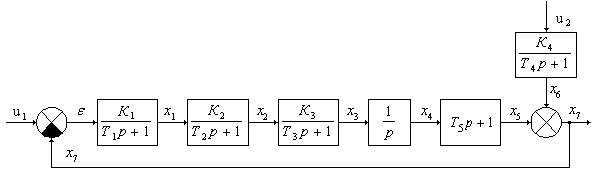 u₂
K₄
T₄p + 1
x₆
u₁ ε K₁ x₁ K₂ x₂ K₃ x₃ 1 x₄ T₅p + 1 x₅ x₇
T₁p + 1 T₂p + 1 T₃p + 1 p
x₇